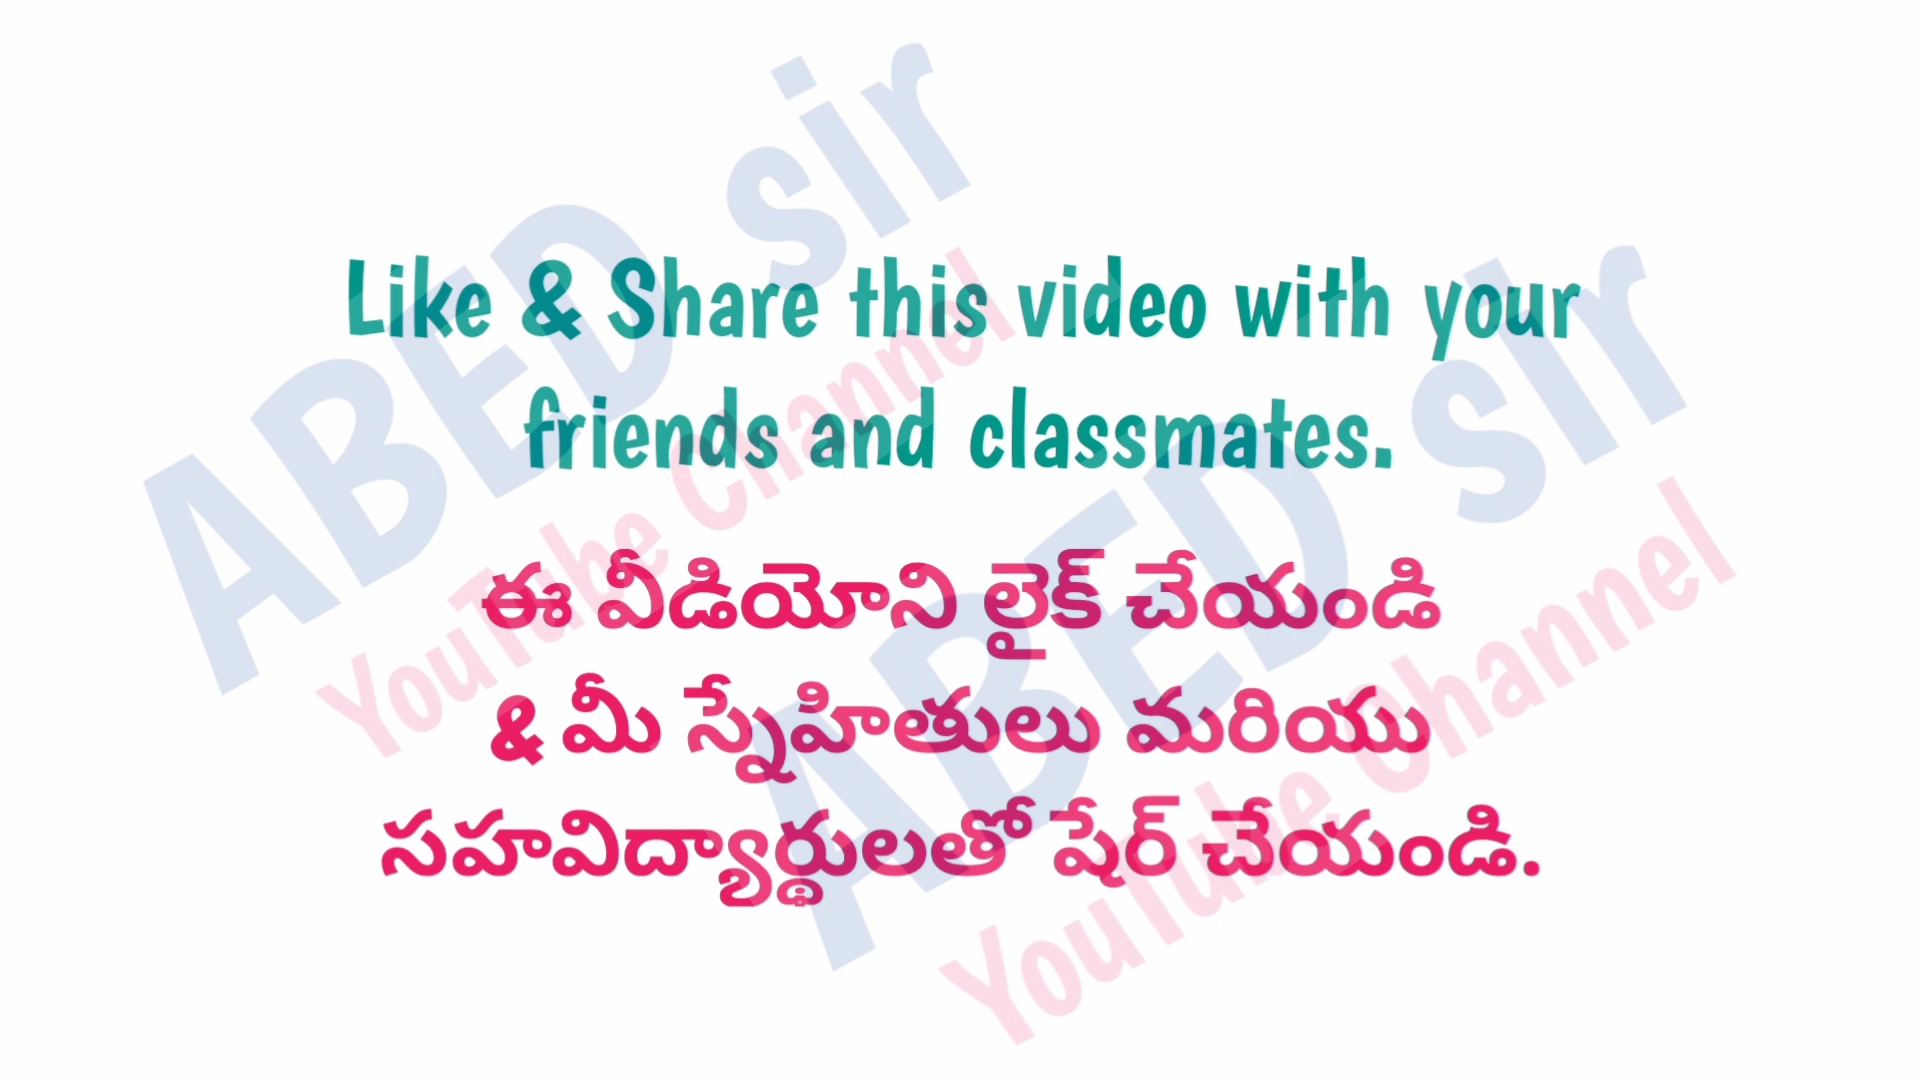 Like & Share this video with your
friends and classmates.
ఈ వీడియోని లైక్ చేయండి
& మీ స్నేహితులు మరియు
సహవిద్యార్థులతో షేర్ చేయండి.
ABED sir
YouTube Channel
ABED sir
YouTube Channel